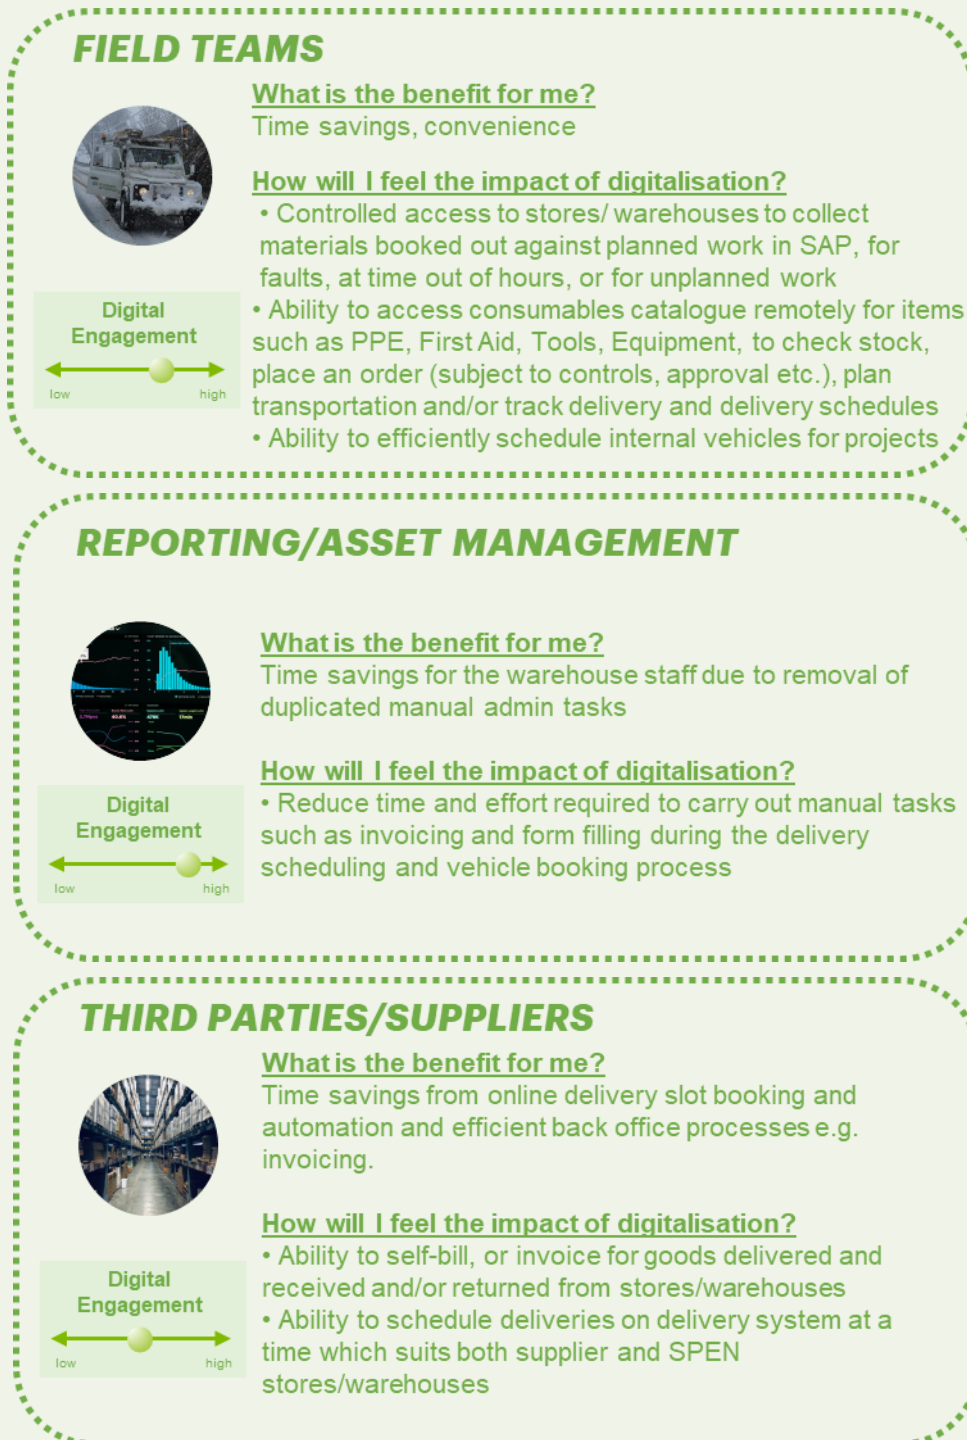 FIELD TEAMS
What is the benefit for me?
Time savings, convenience
How will I feel the impact of digitalisation?
• Controlled access to stores/ warehouses to collect
materials booked out against planned work in SAP, for
faults, at time out of hours, or for unplanned work
• Ability to access consumables catalogue remotely for items
such as PPE, First Aid, Tools, Equipment, to check stock,
place an order (subject to controls, approval etc.), plan
transportation and/or track delivery and delivery schedules
• Ability to efficiently schedule internal vehicles for projects
Digital
Engagement
low high
REPORTING/ASSET MANAGEMENT
What is the benefit for me?
Time savings for the warehouse staff due to removal of
duplicated manual admin tasks
How will I feel the impact of digitalisation?
• Reduce time and effort required to carry out manual tasks
such as invoicing and form filling during the delivery
scheduling and vehicle booking process
Digital
Engagement
low high
THIRD PARTIES/SUPPLIERS
What is the benefit for me?
Time savings from online delivery slot booking and
automation and efficient back office processes e.g.
invoicing.
How will I feel the impact of digitalisation?
• Ability to self-bill, or invoice for goods delivered and
received and/or returned from stores/warehouses
• Ability to schedule deliveries on delivery system at a
time which suits both supplier and SPEN
stores/warehouses
Digital
Engagement
low high